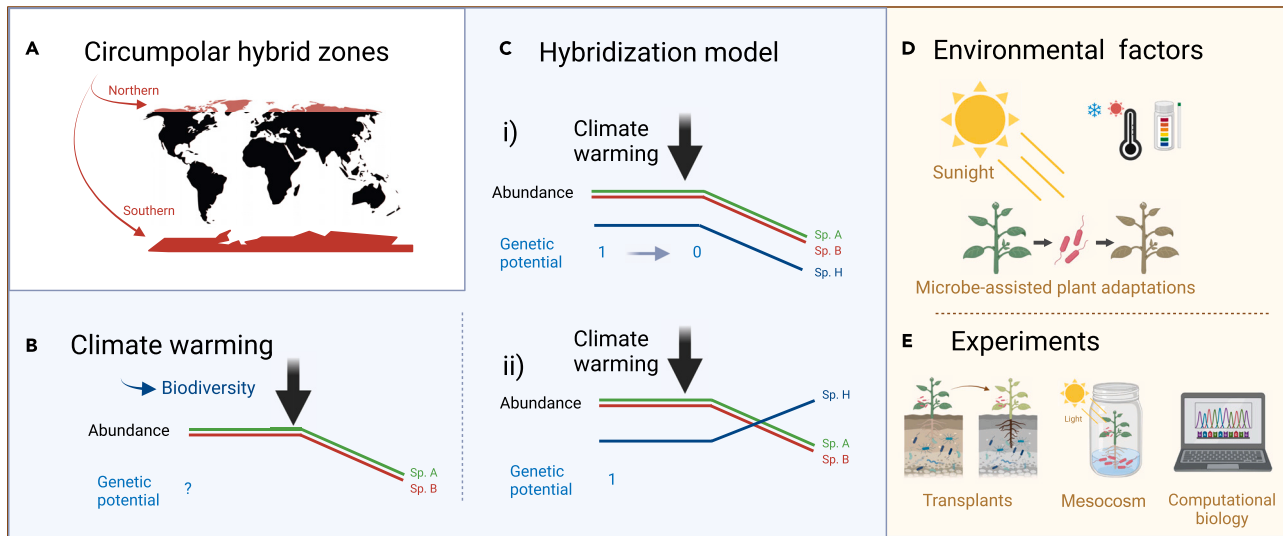 A
Circumpolar hybrid zones
Northern
Southern
B
Climate warming
Biodiversity
Abundance
Sp. A
Sp. B
Genetic
potential
?
C
Hybridization model
i)
Climate
warming
Abundance
Sp. A
Sp. B
Genetic
potential
1
0
Sp. H
ii)
Climate
warming
Sp. H
Abundance
Sp. A
Sp. B
Genetic
potential
1
D
Environmental factors
Sunight
Microbe-assisted plant adaptations
E
Experiments
Light
Transplants
Mesocosm
Computational
biology